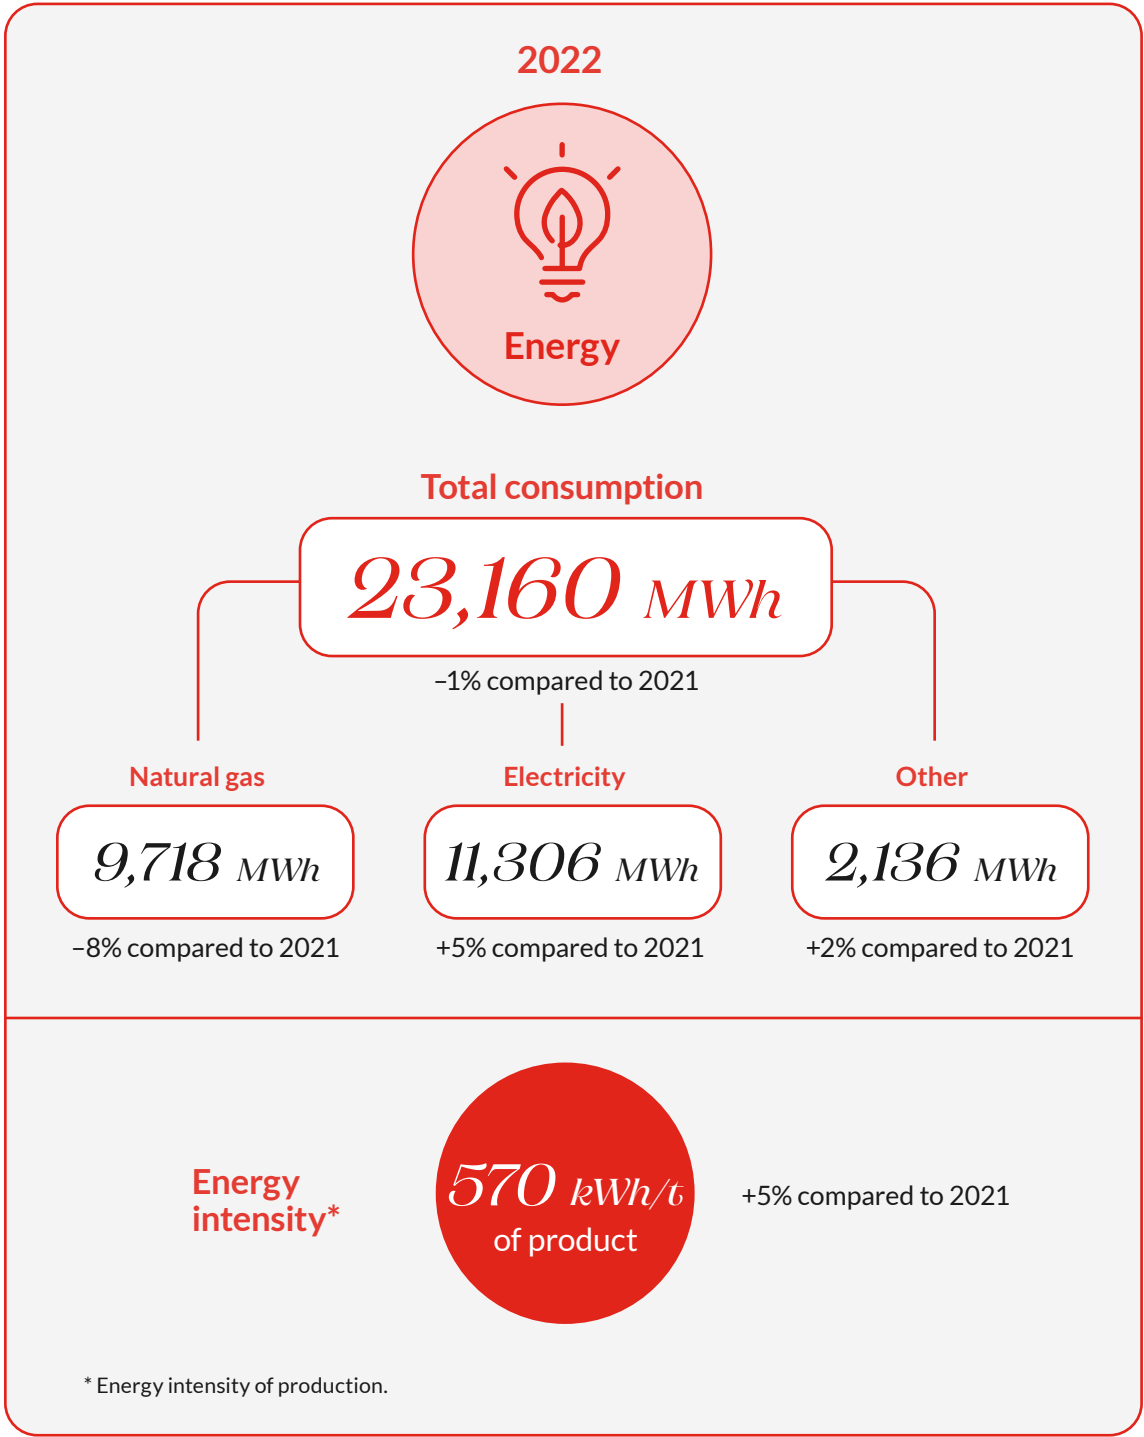 2022
Energy
Total consumption
23,160 MWh
–1% compared to 2021
Natural gas
9,718 MWh
–8% compared to 2021
Electricity
11,306 MWh
+5% compared to 2021
Other
2,136 MWh
+2% compared to 2021
Energy
intensity*
570 kWh/t
of product
+5% compared to 2021
* Energy intensity of production.